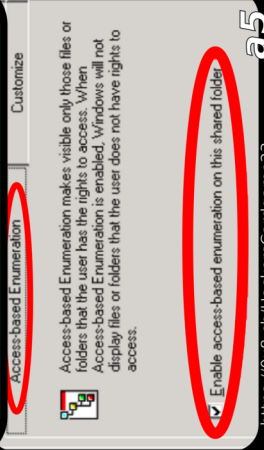 Access-based Enumeration
Customize
Access-based Enumeration makes visible only those files or
folders that the user has the rights to access. When
Access-based Enumeration is enabled, Windows will not
display files or folders that the user does not have rights to
access.
Enable access-based enumeration on this shared folder
a5